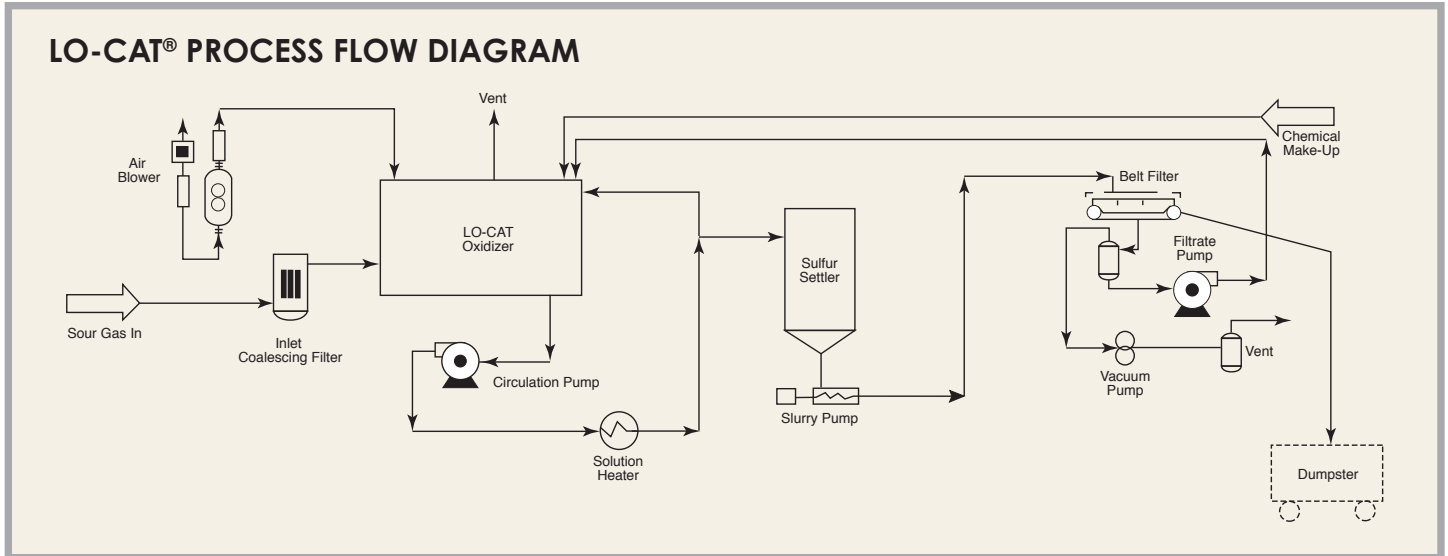 LO-CAT® PROCESS FLOW DIAGRAM
Vent
Air
Blower
Chemical
Make-Up
Belt Filter
LO-CAT
Oxidizer
Sulfur
Settler
Filtrate
Pump
Sour Gas In
Inlet
Coalescing Filter
Circulation Pump
Vent
Vacuum
Pump
Slurry Pump
Solution
Heater
Dumpster